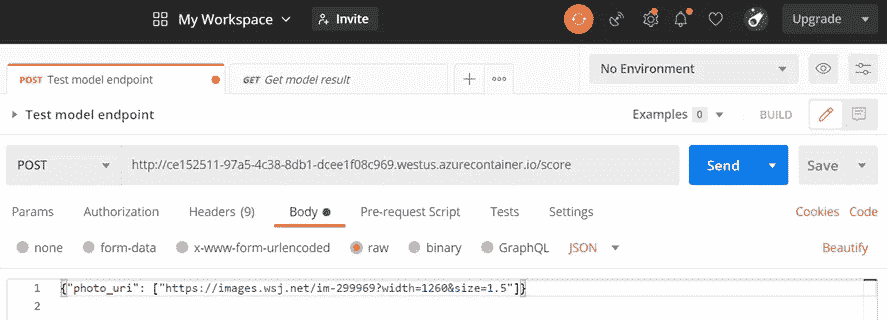 My Workspace Invite Upgrade
POST Test model endpoint GET Get model result No Environment
Test model endpoint Examples 0 BUILD
POST http://ce152511-97a5-4c38-8db1-dcee1f08c969.westus.azurecontainer.io/score Send Save
Params Authorization Headers (9) Body Pre-request Script Tests Settings Cookies Code
none form-data x-www-form-urlencoded raw binary GraphQL JSON Beautify
1 {"photo_uri": ["https://images.wsj.net/im-299969?width=1260&size=1.5"]}
2